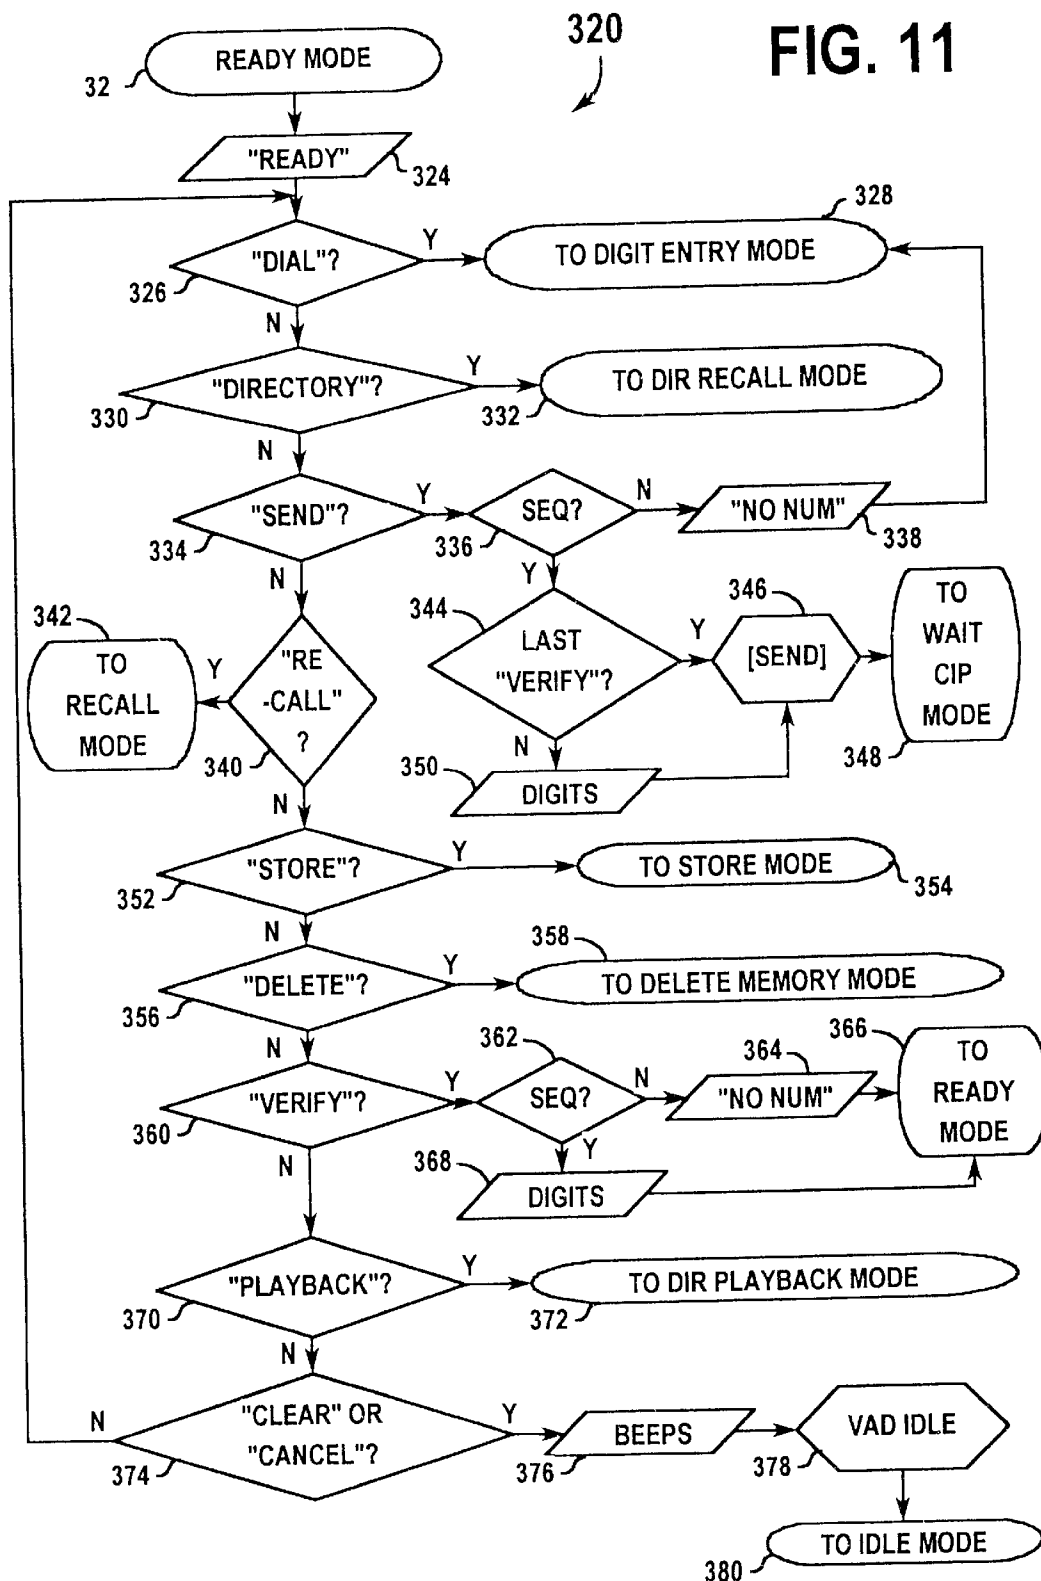 320
FIG. 11
READY MODE
32
"READY"
324
328
"DIAL"?
Y
TO DIGIT ENTRY MODE
326
N
"DIRECTORY"?
Y
TO DIR RECALL MODE
330
332
N
"SEND"?
Y
SEQ?
N
"NO NUM"
334
336
338
N
Y
342
344
346
TO
RECALL
MODE
Y
"RE
-CALL"
?
340
LAST
"VERIFY"?
Y
[SEND]
TO
WAIT
CIP
MODE
348
N
350
DIGITS
N
"STORE"?
Y
TO STORE MODE
352
354
N
358
"DELETE"?
Y
TO DELETE MEMORY MODE
356
N
362
364
366
"VERIFY"?
Y
SEQ?
N
"NO NUM"
TO
READY
MODE
360
N
Y
368
DIGITS
"PLAYBACK"?
Y
TO DIR PLAYBACK MODE
370
372
N
N
"CLEAR" OR
"CANCEL"?
Y
BEEPS
VAD IDLE
374
376
378
TO IDLE MODE
380